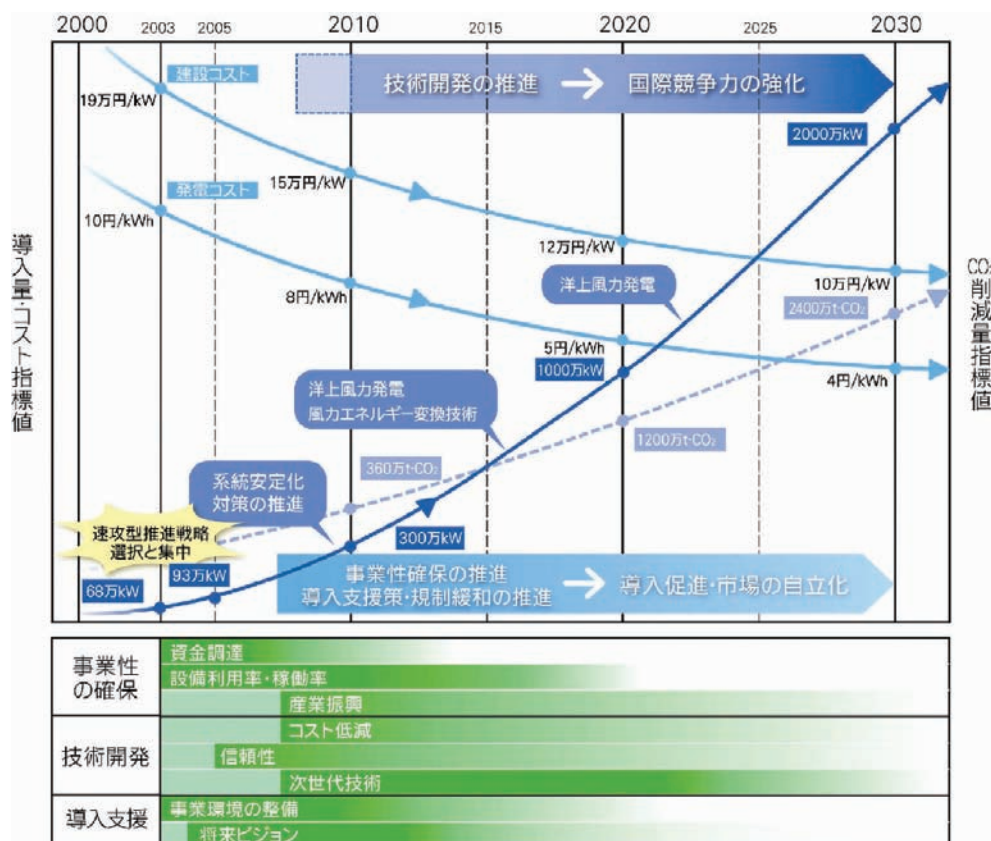 2000 2003 2005 2010 2015 2020 2025 2030
建設コスト
技術開発の推進 → 国際競争力の強化
19万円/kW
2000万kW
15万円/kW
発電コスト
10円/kWh
12万円/kW
洋上風力発電
10万円/kW
8円/kWh
2400万t-CO₂
5円/kWh
1000万kW
4円/kWh
洋上風力発電
風力エネルギー変換技術
1200万t-CO₂
360万t-CO₂
系統安定化
対策の推進
速攻型推進戦略
選択と集中
300万kW
93万kW
68万kW
事業性確保の推進
導入支援策・規制緩和の推進
→ 導入促進・市場の自立化
導入量・コスト指標値
CO₂削減量指標値
事業性
の確保
資金調達
設備利用率・稼働率
産業振興
技術開発
コスト低減
信頼性
次世代技術
導入支援
事業環境の整備
将来ビジョン